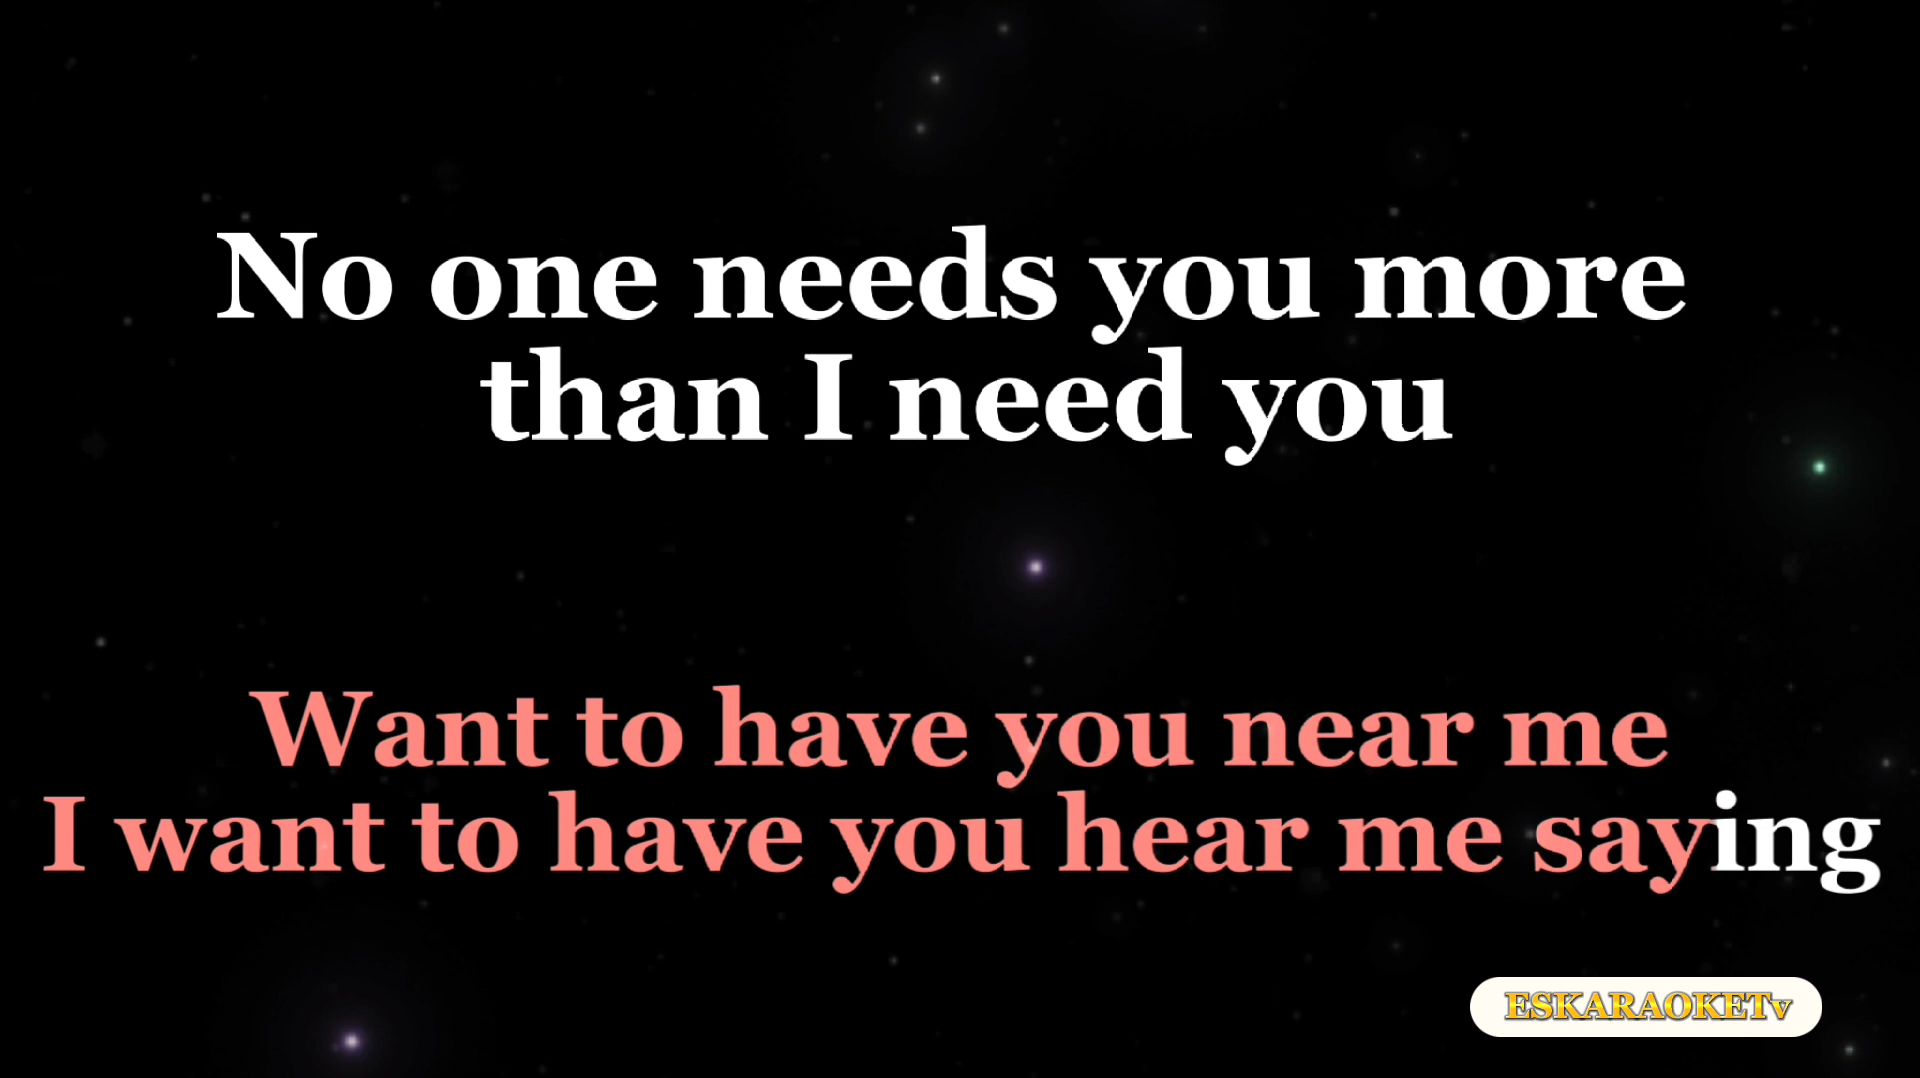 No one needs you more
than I need you
Want to have you near me
I want to have you hear me saying
ESKARAOKETv